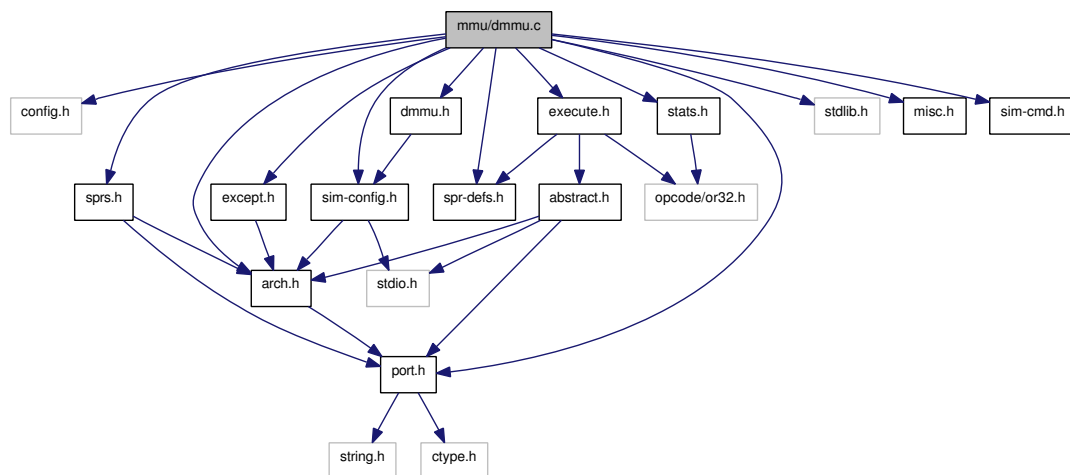 mmu/dmmu.c
config.h
dmmu.h
execute.h
stats.h
stdlib.h
misc.h
sim-cmd.h
sprs.h
except.h
sim-config.h
spr-defs.h
abstract.h
opcode/or32.h
arch.h
stdio.h
port.h
string.h
ctype.h